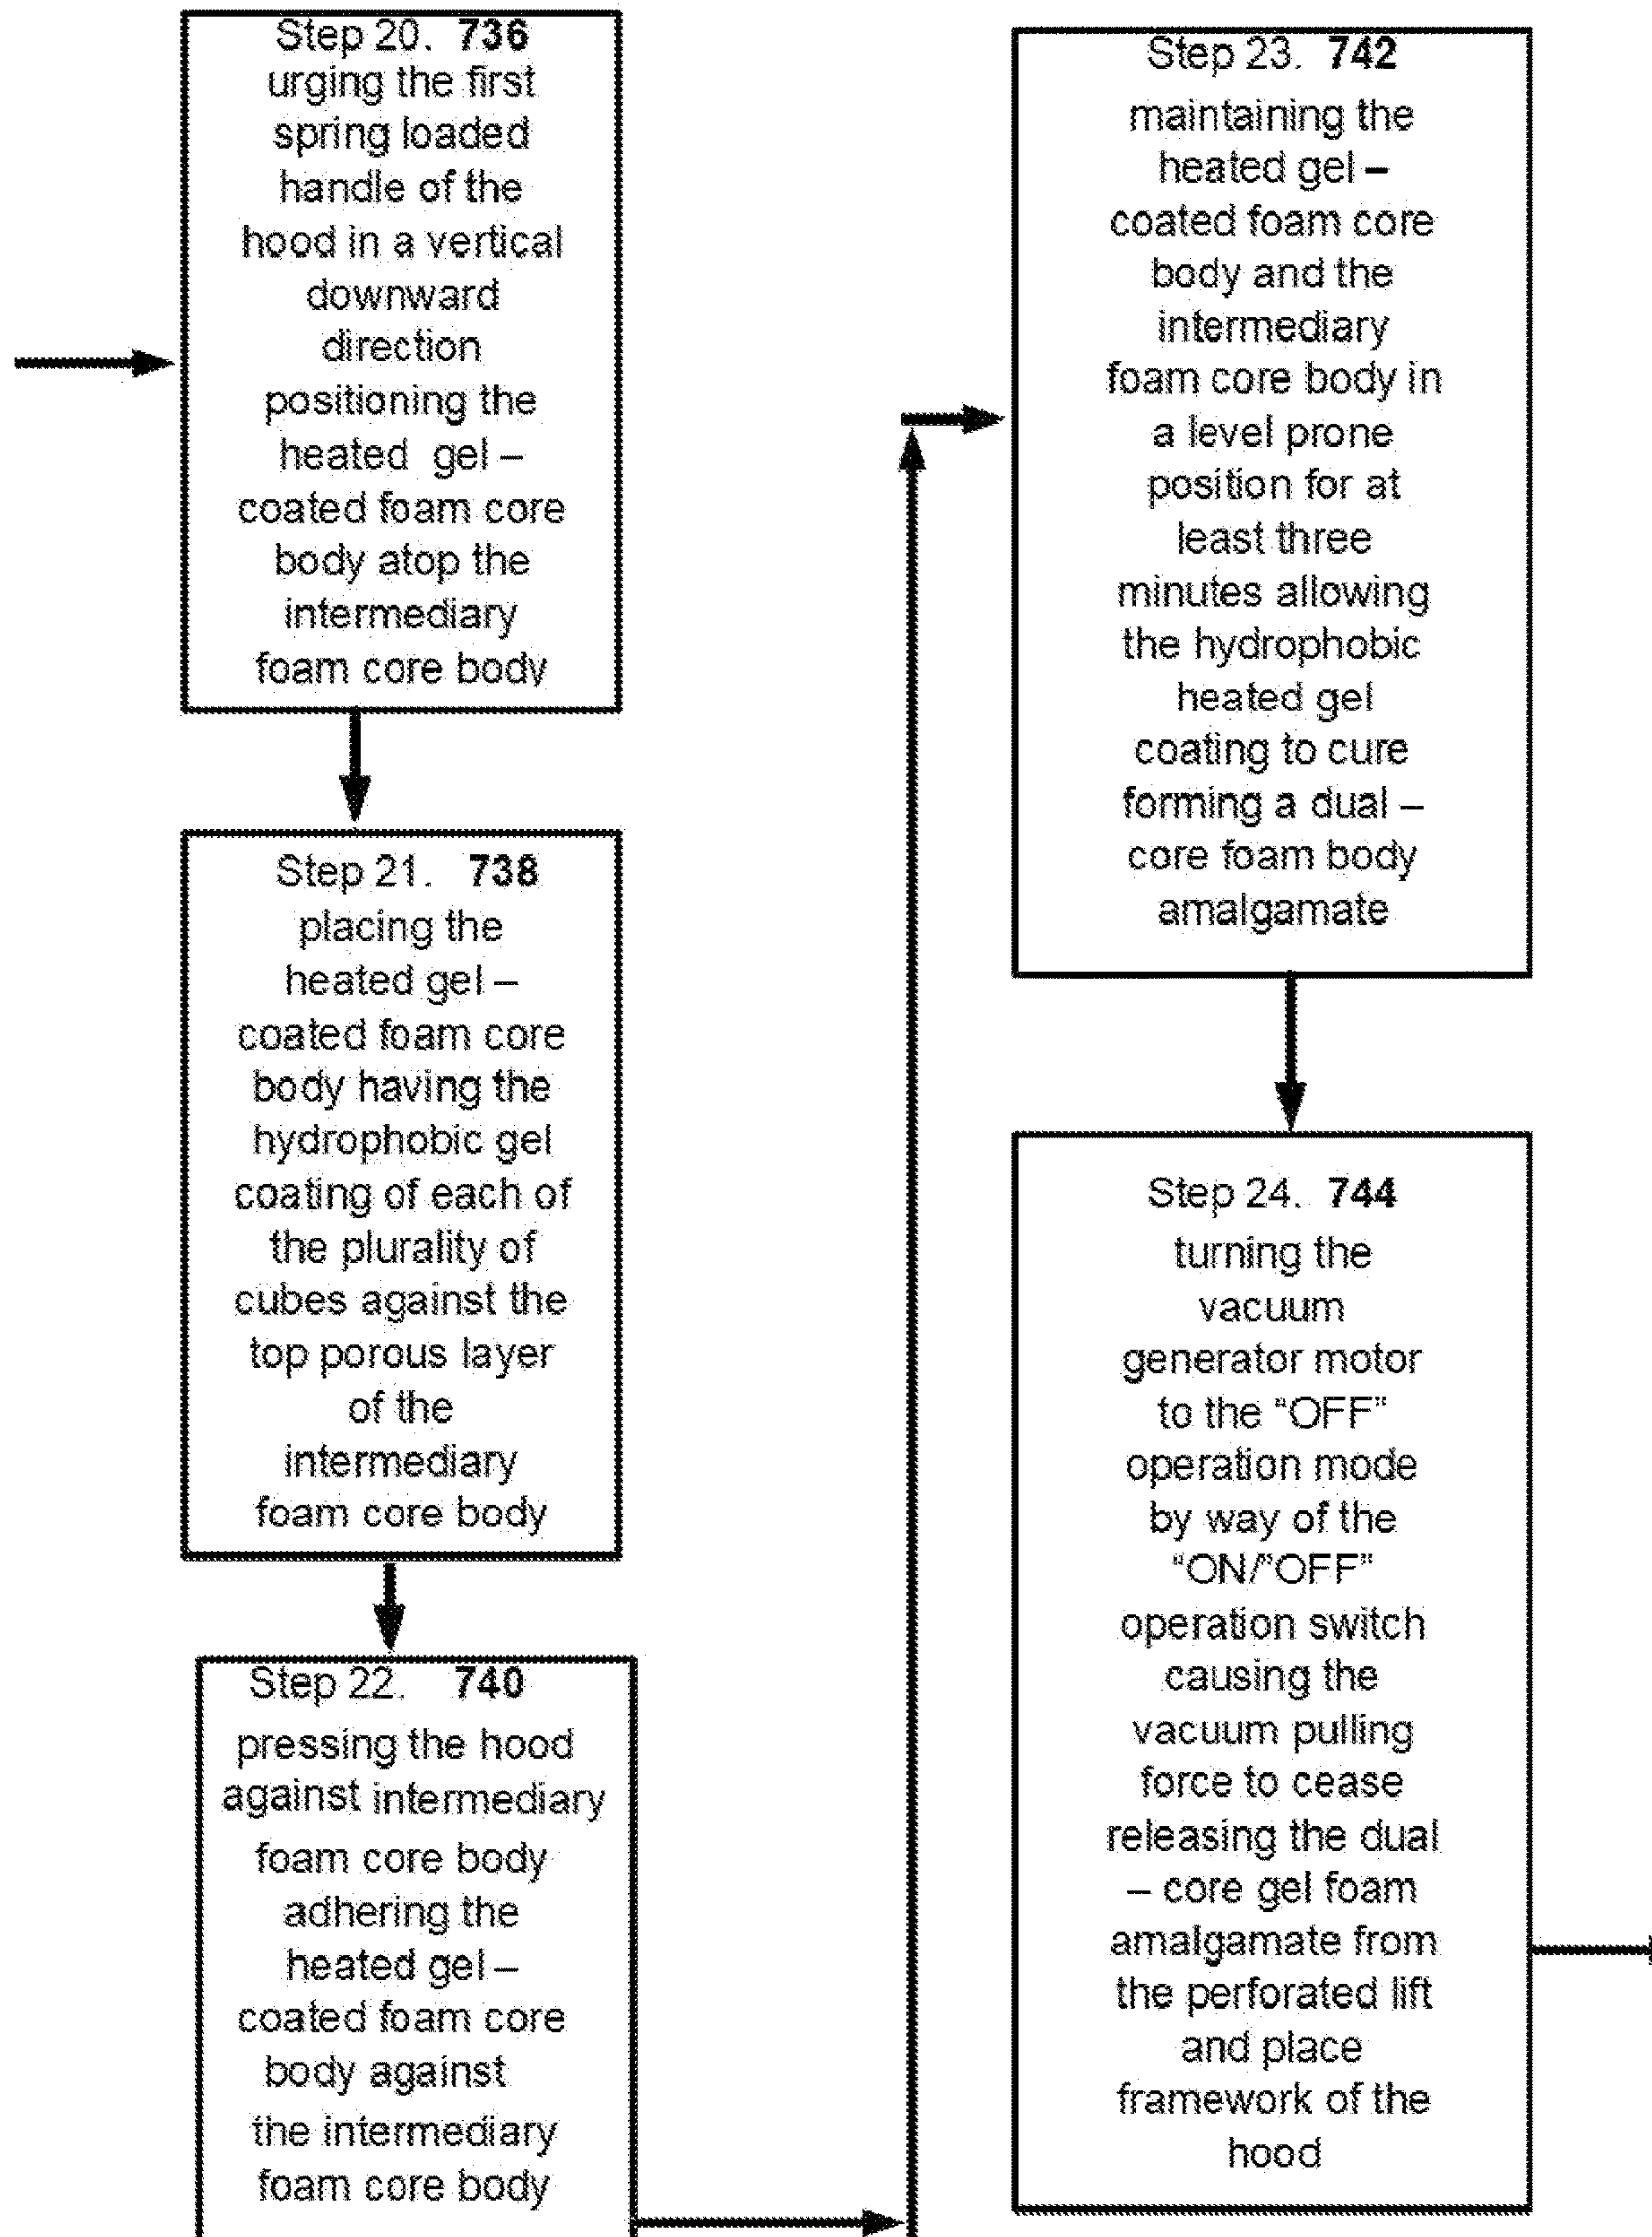 Step 20. 736
urging the first
spring loaded
handle of the
hood in a vertical
downward
direction
positioning the
heated gel –
coated foam core
body atop the
intermediary
foam core body
Step 21. 738
placing the
heated gel –
coated foam core
body having the
hydrophobic gel
coating of each of
the plurality of
cubes against the
top porous layer
of the
intermediary
foam core body
Step 22. 740
pressing the hood
against intermediary
foam core body
adhering the
heated gel –
coated foam core
body against
the intermediary
foam core body
Step 23. 742
maintaining the
heated gel –
coated foam core
body and the
intermediary
foam core body in
a level prone
position for at
least three
minutes allowing
the hydrophobic
heated gel
coating to cure
forming a dual –
core foam body
amalgamate
Step 24. 744
turning the
vacuum
generator motor
to the “OFF”
operation mode
by way of the
“ON/”OFF”
operation switch
causing the
vacuum pulling
force to cease
releasing the dual
– core gel foam
amalgamate from
the perforated lift
and place
framework of the
hood